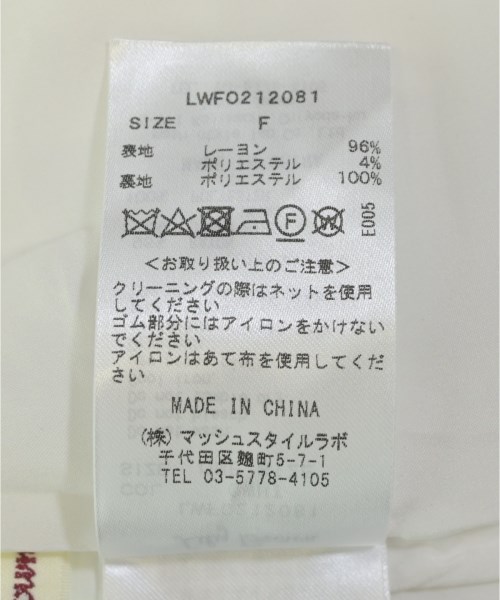 LWFO212081
SIZE F
表地 レーヨン 96%
ポリエステル 4%
裏地 ポリエステル 100%
F
E005
＜お取り扱い上のご注意＞
クリーニングの際はネットを使用
してください
ゴム部分にはアイロンをかけない
でください
アイロンはあて布を使用してくだ
さい
MADE IN CHINA
(株) マッシュスタイルラボ
千代田区麹町5-7-1
TEL 03-5778-4105